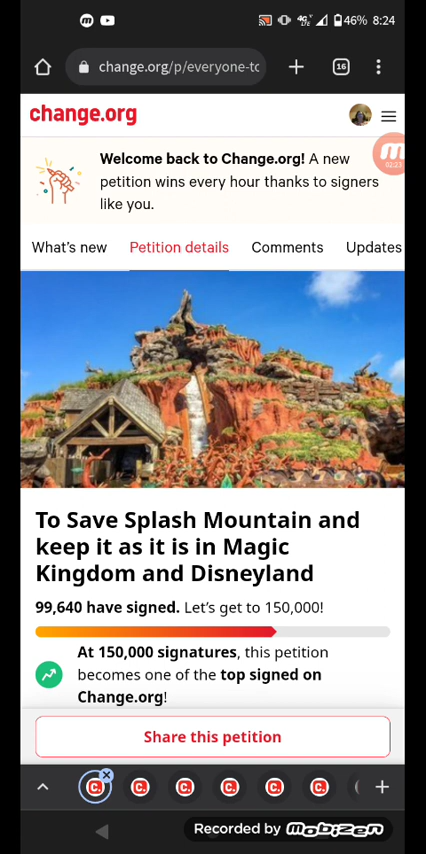 46% 8:24
change.org/p/everyone-to
16
change.org
Welcome back to Change.org! A new
petition wins every hour thanks to signers
like you.
02:23
What's new Petition details Comments Updates
To Save Splash Mountain and
keep it as it is in Magic
Kingdom and Disneyland
99,640 have signed. Let's get to 150,000!
At 150,000 signatures, this petition
becomes one of the top signed on
Change.org!
Share this petition
C. C. C. C. C. C.
Recorded by Mobizen